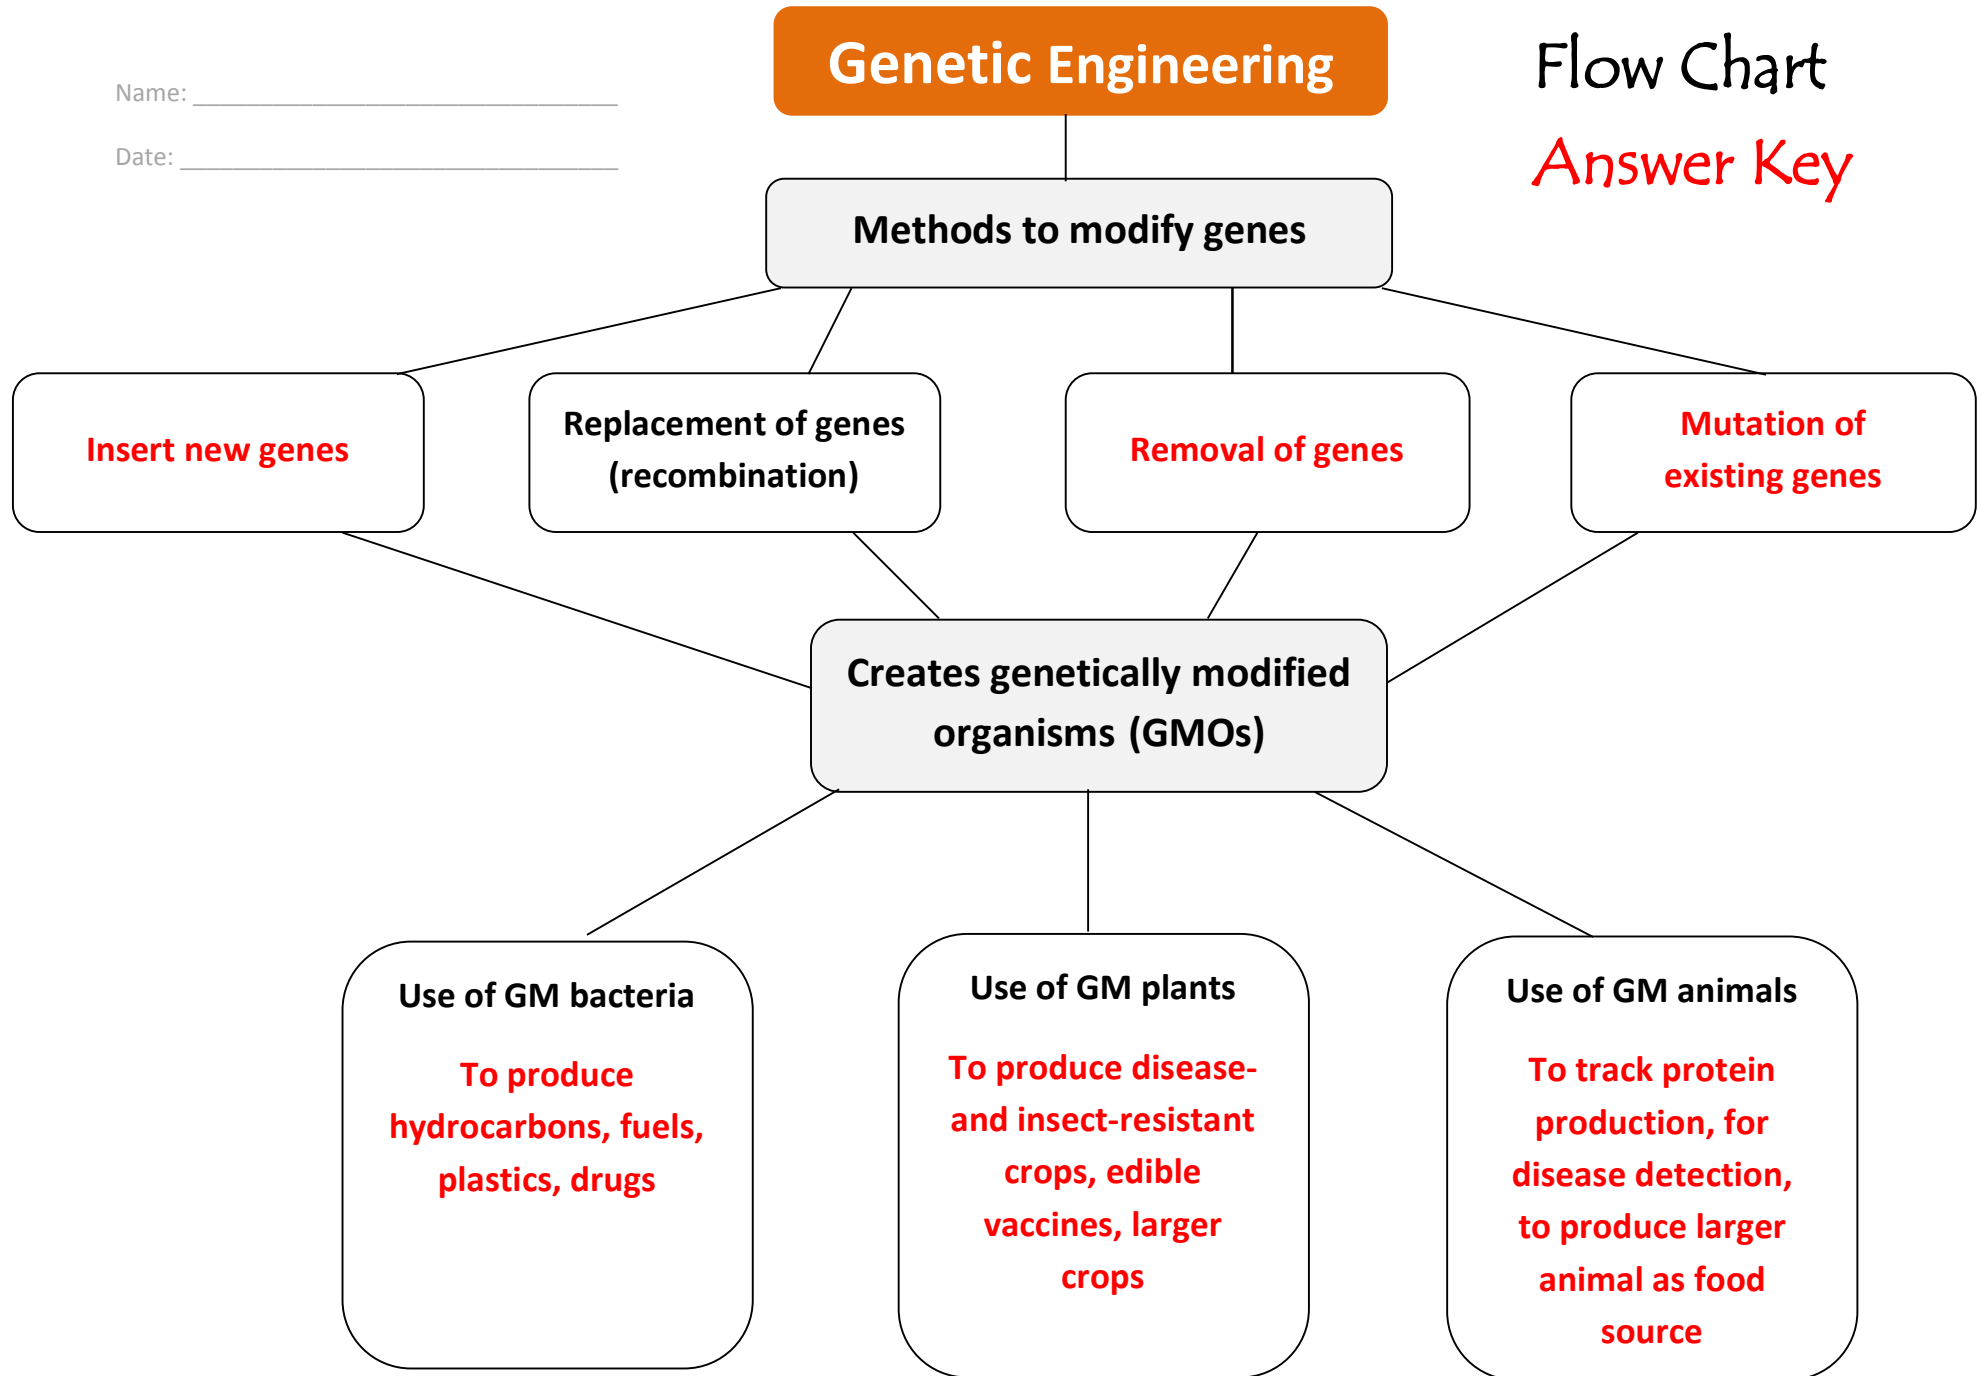 Genetic Engineering
Flow Chart
Answer Key
Name: ________________________________
Date: _________________________________
Methods to modify genes
Insert new genes
Replacement of genes
(recombination)
Removal of genes
Mutation of
existing genes
Creates genetically modified
organisms (GMOs)
Use of GM bacteria
To produce
hydrocarbons, fuels,
plastics, drugs
Use of GM plants
To produce disease-
and insect-resistant
crops, edible
vaccines, larger
crops
Use of GM animals
To track protein
production, for
disease detection,
to produce larger
animal as food
source